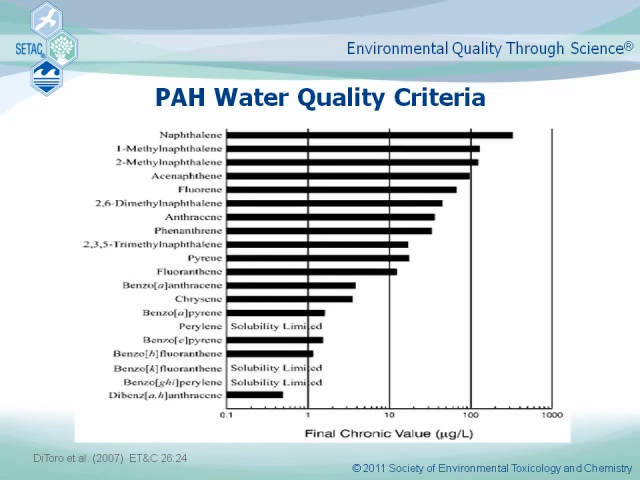 SETAC
Environmental Quality Through Science®
PAH Water Quality Criteria
Naphthalene
1-Methylnaphthalene
2-Methylnaphthalene
Acenaphthene
Fluorene
2,6-Dimethylnaphthalene
Anthracene
Phenanthrene
2,3,5-Trimethylnaphthalene
Pyrene
Fluoranthene
Benzo[a]anthracene
Chrysene
Benzo[a]pyrene
Perylene Solubility Limited
Benzo[e]pyrene
Benzo[b]fluoranthene
Benzo[k]fluoranthene Solubility Limited
Benzo[ghi]perylene Solubility Limited
Dibenz[a,h]anthracene
0.1 1 10 100 1000
Final Chronic Value (µg/L)
DiToro et al. (2007) ET&C 26:24
© 2011 Society of Environmental Toxicology and Chemistry